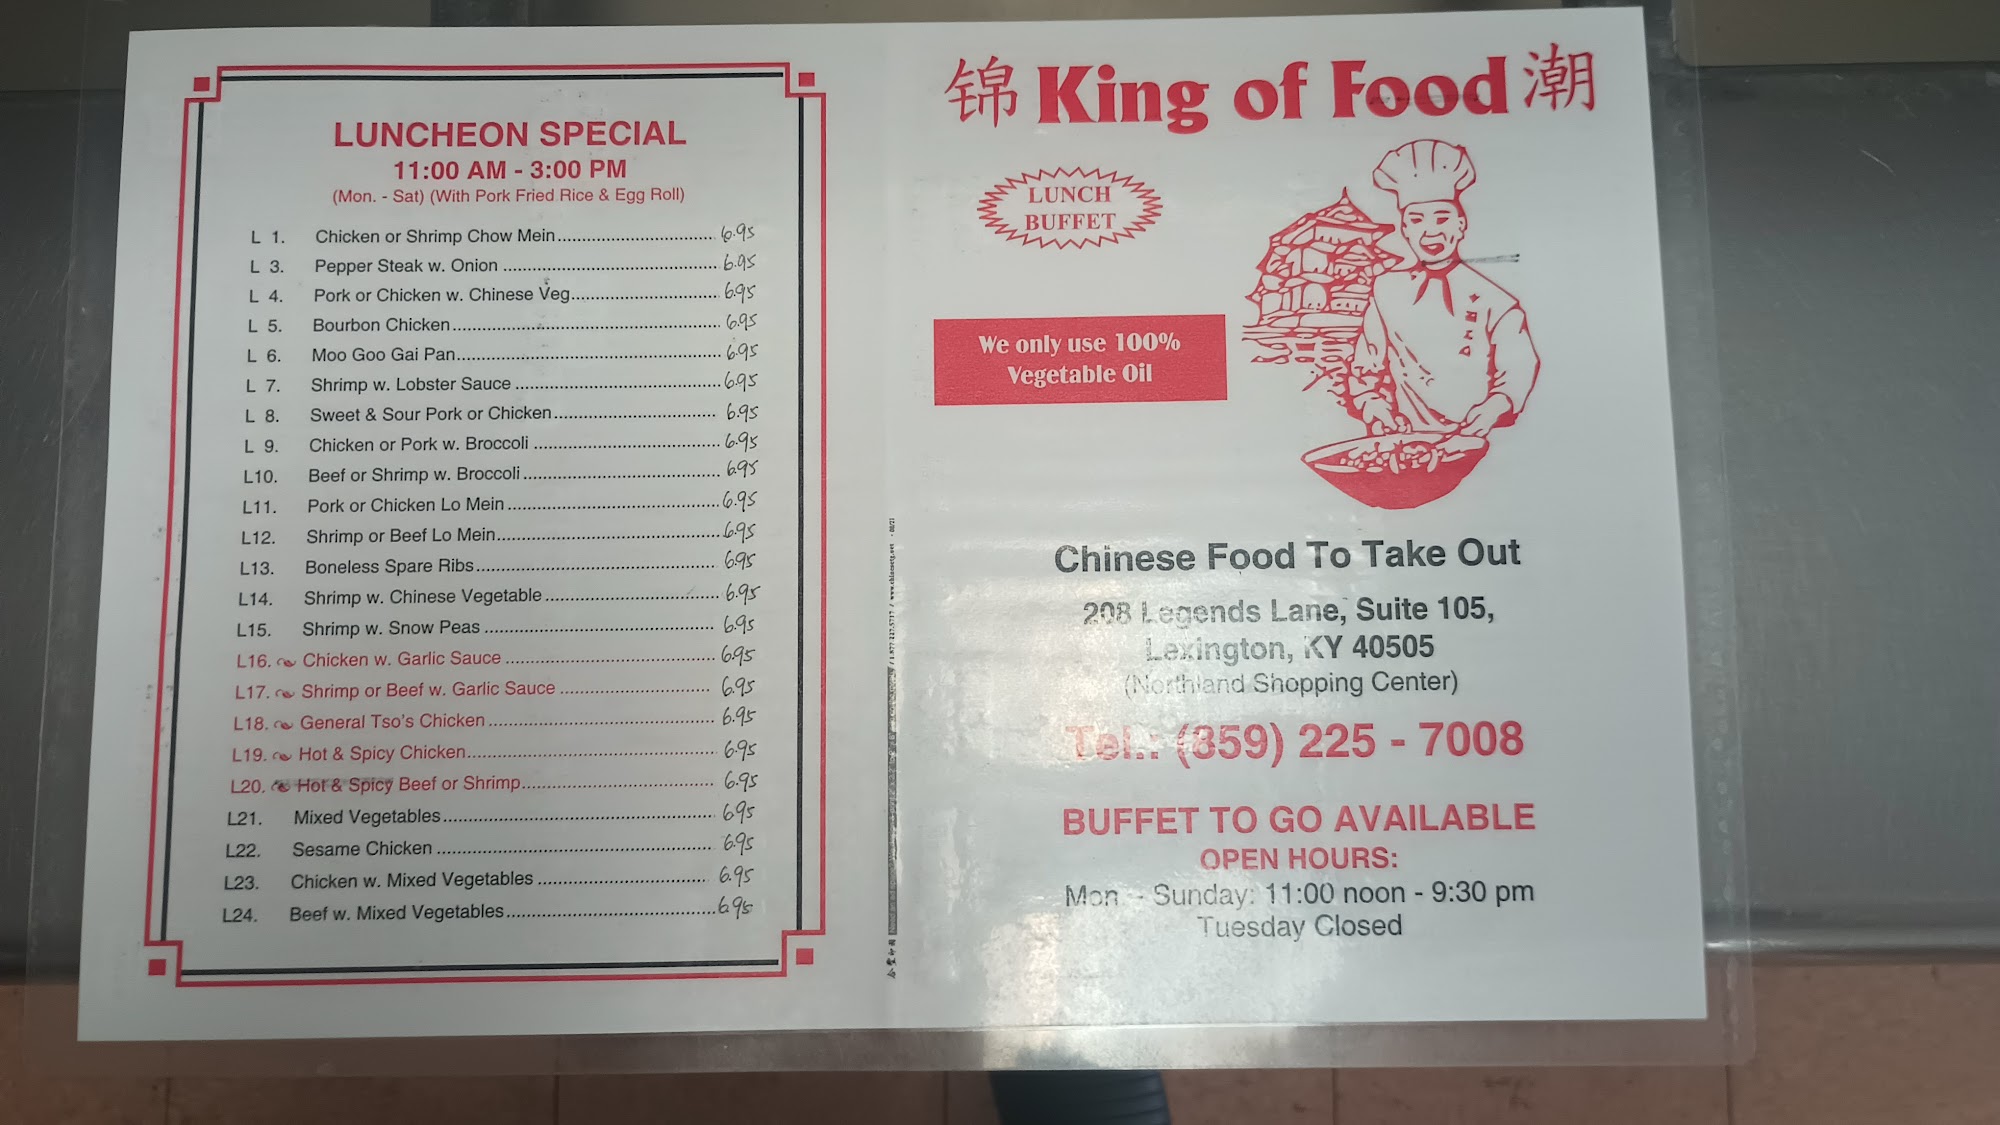 LUNCHEON SPECIAL
11:00 AM - 3:00 PM
(Mon. - Sat) (With Pork Fried Rice & Egg Roll)
L 1. Chicken or Shrimp Chow Mein 6.95
L 3. Pepper Steak w. Onion 6.95
L 4. Pork or Chicken w. Chinese Veg. 6.95
L 5. Bourbon Chicken 6.95
L 6. Moo Goo Gai Pan 6.95
L 7. Shrimp w. Lobster Sauce 6.95
L 8. Sweet & Sour Pork or Chicken 6.95
L 9. Chicken or Pork w. Broccoli 6.95
L10. Beef or Shrimp w. Broccoli 6.95
L11. Pork or Chicken Lo Mein 6.95
L12. Shrimp or Beef Lo Mein 6.95
L13. Boneless Spare Ribs 6.95
L14. Shrimp w. Chinese Vegetable 6.95
L15. Shrimp w. Snow Peas 6.95
L16. Chicken w. Garlic Sauce 6.95
L17. Shrimp or Beef w. Garlic Sauce 6.95
L18. General Tso's Chicken 6.95
L19. Hot & Spicy Chicken 6.95
L20. Hot & Spicy Beef or Shrimp 6.95
L21. Mixed Vegetables 6.95
L22. Sesame Chicken 6.95
L23. Chicken w. Mixed Vegetables 6.95
L24. Beef w. Mixed Vegetables 6.95
锦 King of Food 潮
LUNCH
BUFFET
We only use 100%
Vegetable Oil
Chinese Food To Take Out
208 Legends Lane, Suite 105,
Lexington, KY 40505
(Northland Shopping Center)
Tel.: (859) 225 - 7008
BUFFET TO GO AVAILABLE
OPEN HOURS:
Mon. - Sunday: 11:00 noon - 9:30 pm
Tuesday Closed